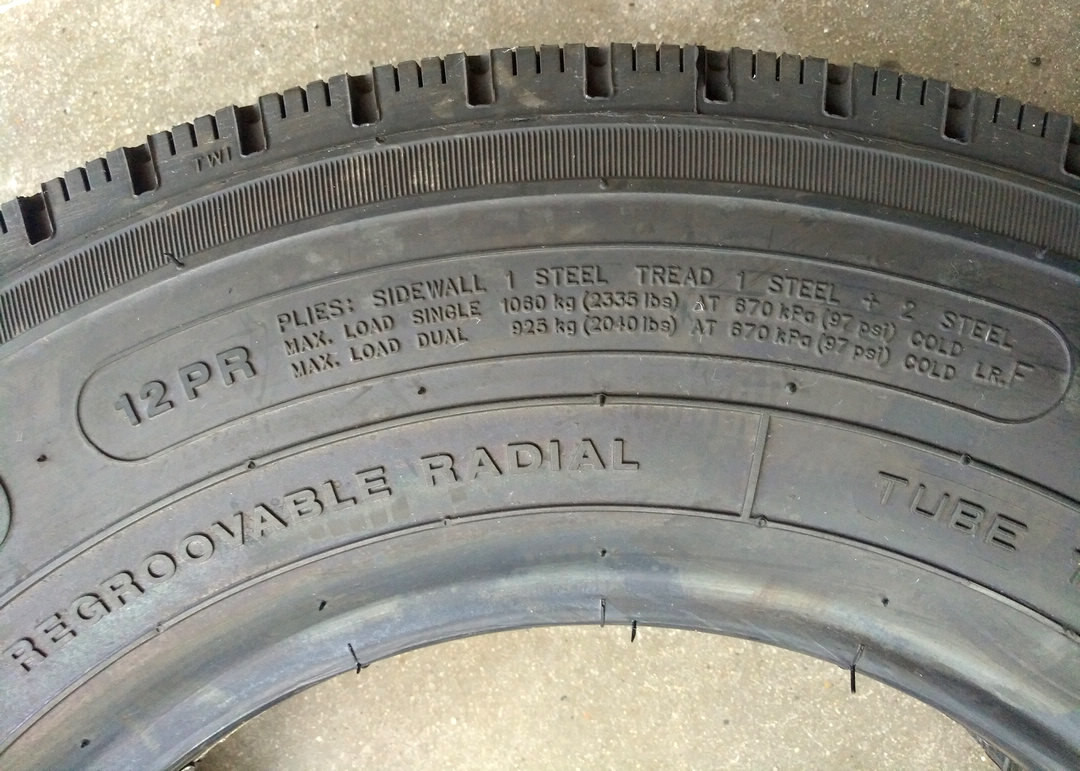 TWI
12PR
PLIES: SIDEWALL 1 STEEL TREAD 1 STEEL + 2 STEEL
MAX. LOAD SINGLE 1060 kg (2335 lbs) AT 670 kPa (97 psi) COLD
MAX. LOAD DUAL 925 kg (2040 lbs) AT 670 kPa (97 psi) COLD LR.F
REGROOVABLE RADIAL
TUBE